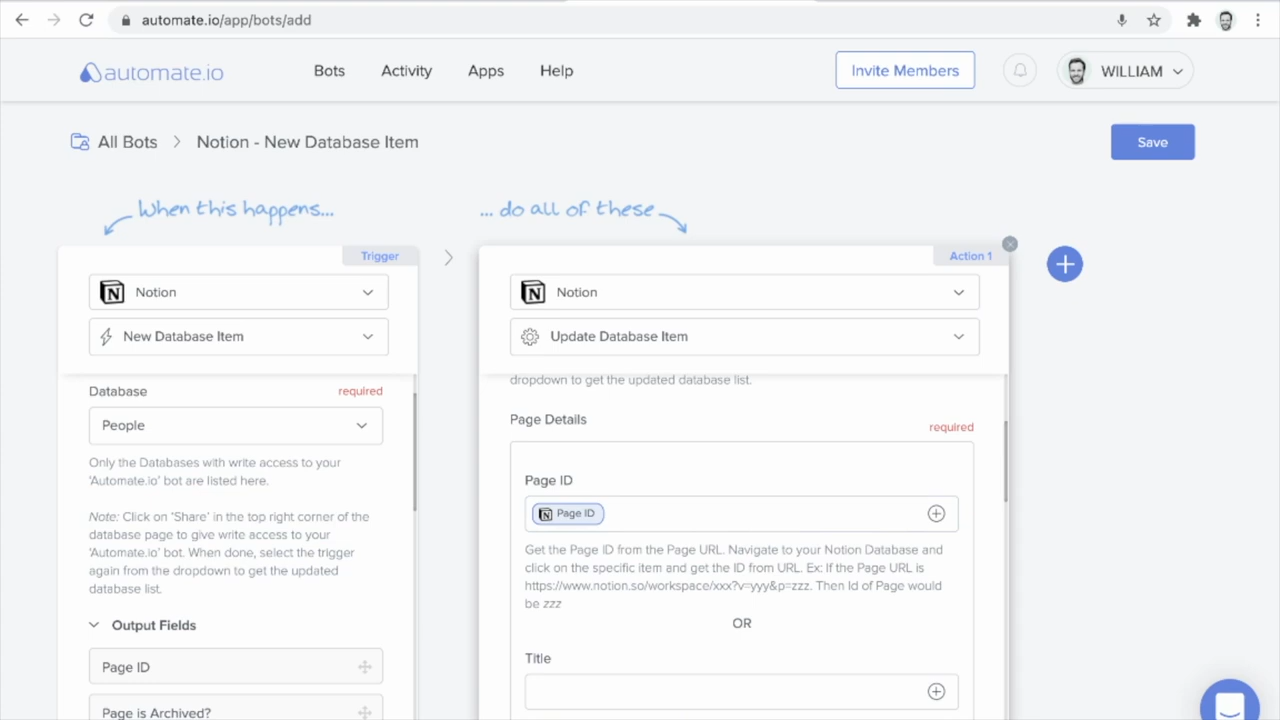 automate.io/app/bots/add
automate.io
Bots
Activity
Apps
Help
Invite Members
WILLIAM
All Bots
Notion - New Database Item
Save
When this happens...
... do all of these
Trigger
Notion
New Database Item
Database
required
People
Only the Databases with write access to your
'Automate.io' bot are listed here.
Note: Click on 'Share' in the top right corner of the
database page to give write access to your
'Automate.io' bot. When done, select the trigger
again from the dropdown to get the updated
database list.
Output Fields
Page ID
Page is Archived?
Action 1
Notion
Update Database Item
dropdown to get the updated database list.
Page Details
required
Page ID
Page ID
Get the Page ID from the Page URL. Navigate to your Notion Database and
click on the specific item and get the ID from URL. Ex: If the Page URL is
https://www.notion.so/workspace/xxx?v=yyy&p=zzz. Then Id of Page would
be zzz
OR
Title